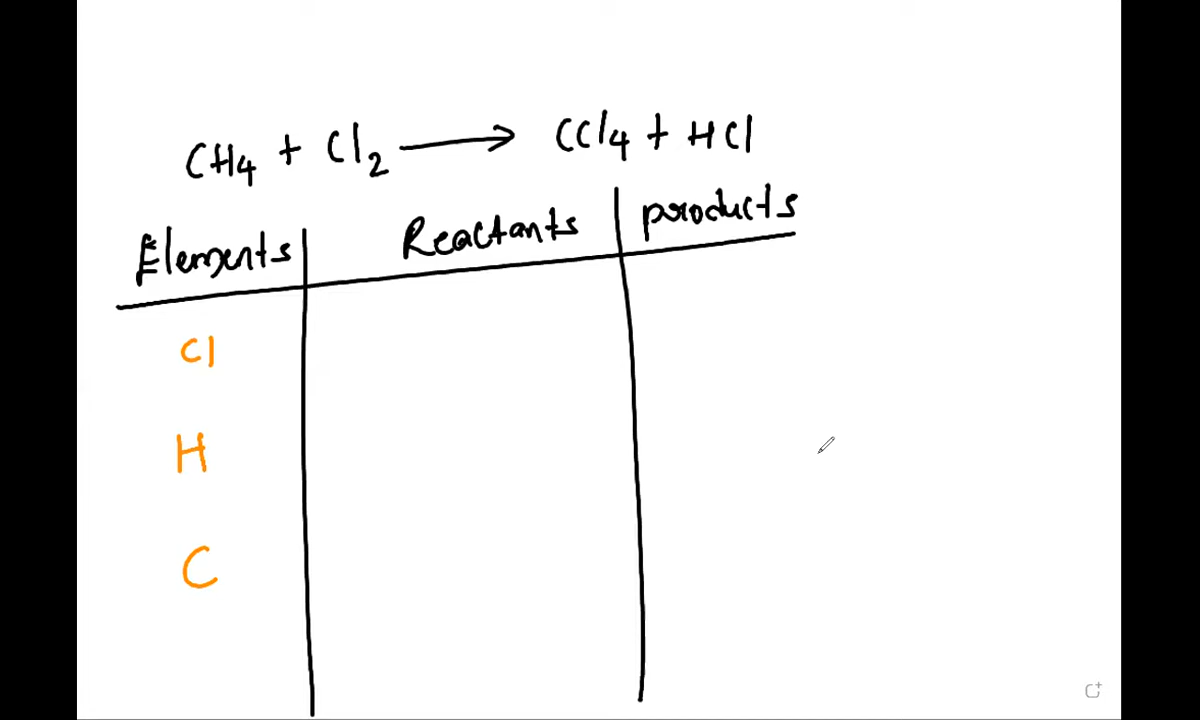 CH4 + Cl2 → CCl4 + HCl
Elements Reactants products
Cl
H
C